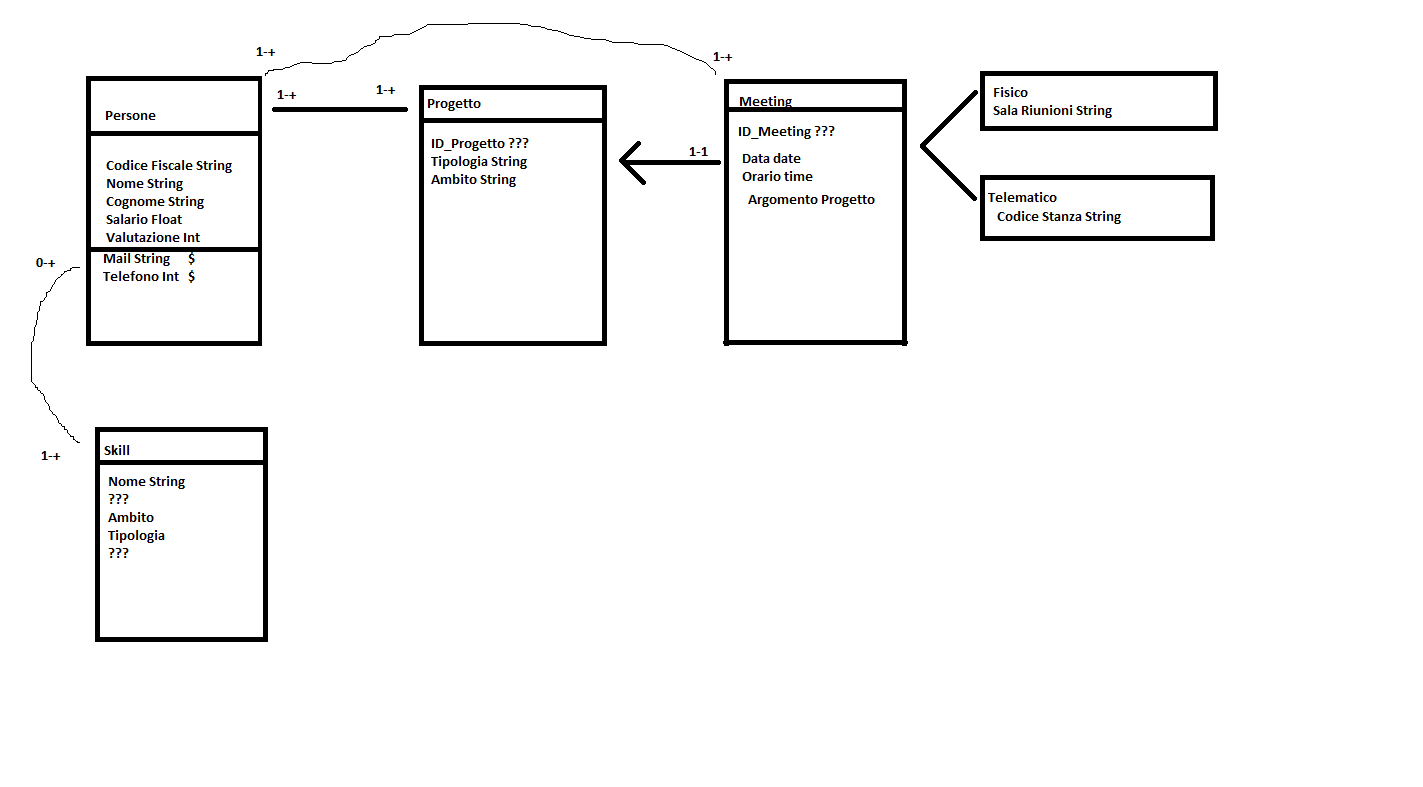 1-+
1-+
1-+
1-+
Persone
Codice Fiscale String
Nome String
Cognome String
Salario Float
Valutazione Int
Mail String $
Telefono Int $
Progetto
ID_Progetto ???
Tipologia String
Ambito String
1-1
Meeting
ID_Meeting ???
Data date
Orario time
Argomento Progetto
Fisico
Sala Riunioni String
Telematico
Codice Stanza String
0-+
1-+
Skill
Nome String
???
Ambito
Tipologia
???